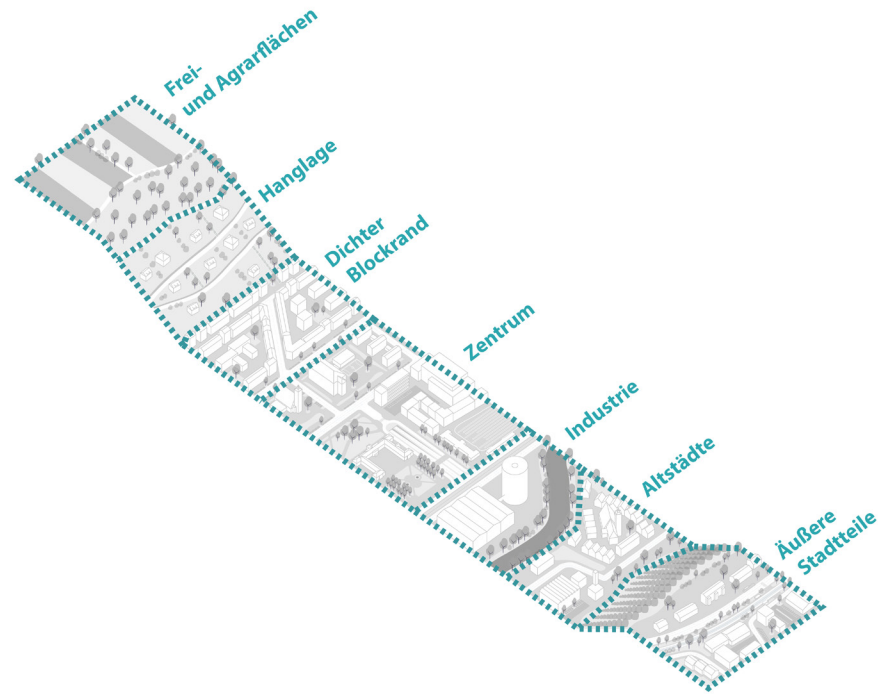 Frei-
und Agrarflächen
Hanglage
Dichter
Blockrand
Zentrum
Industrie
Altstädte
Äußere
Stadtteile